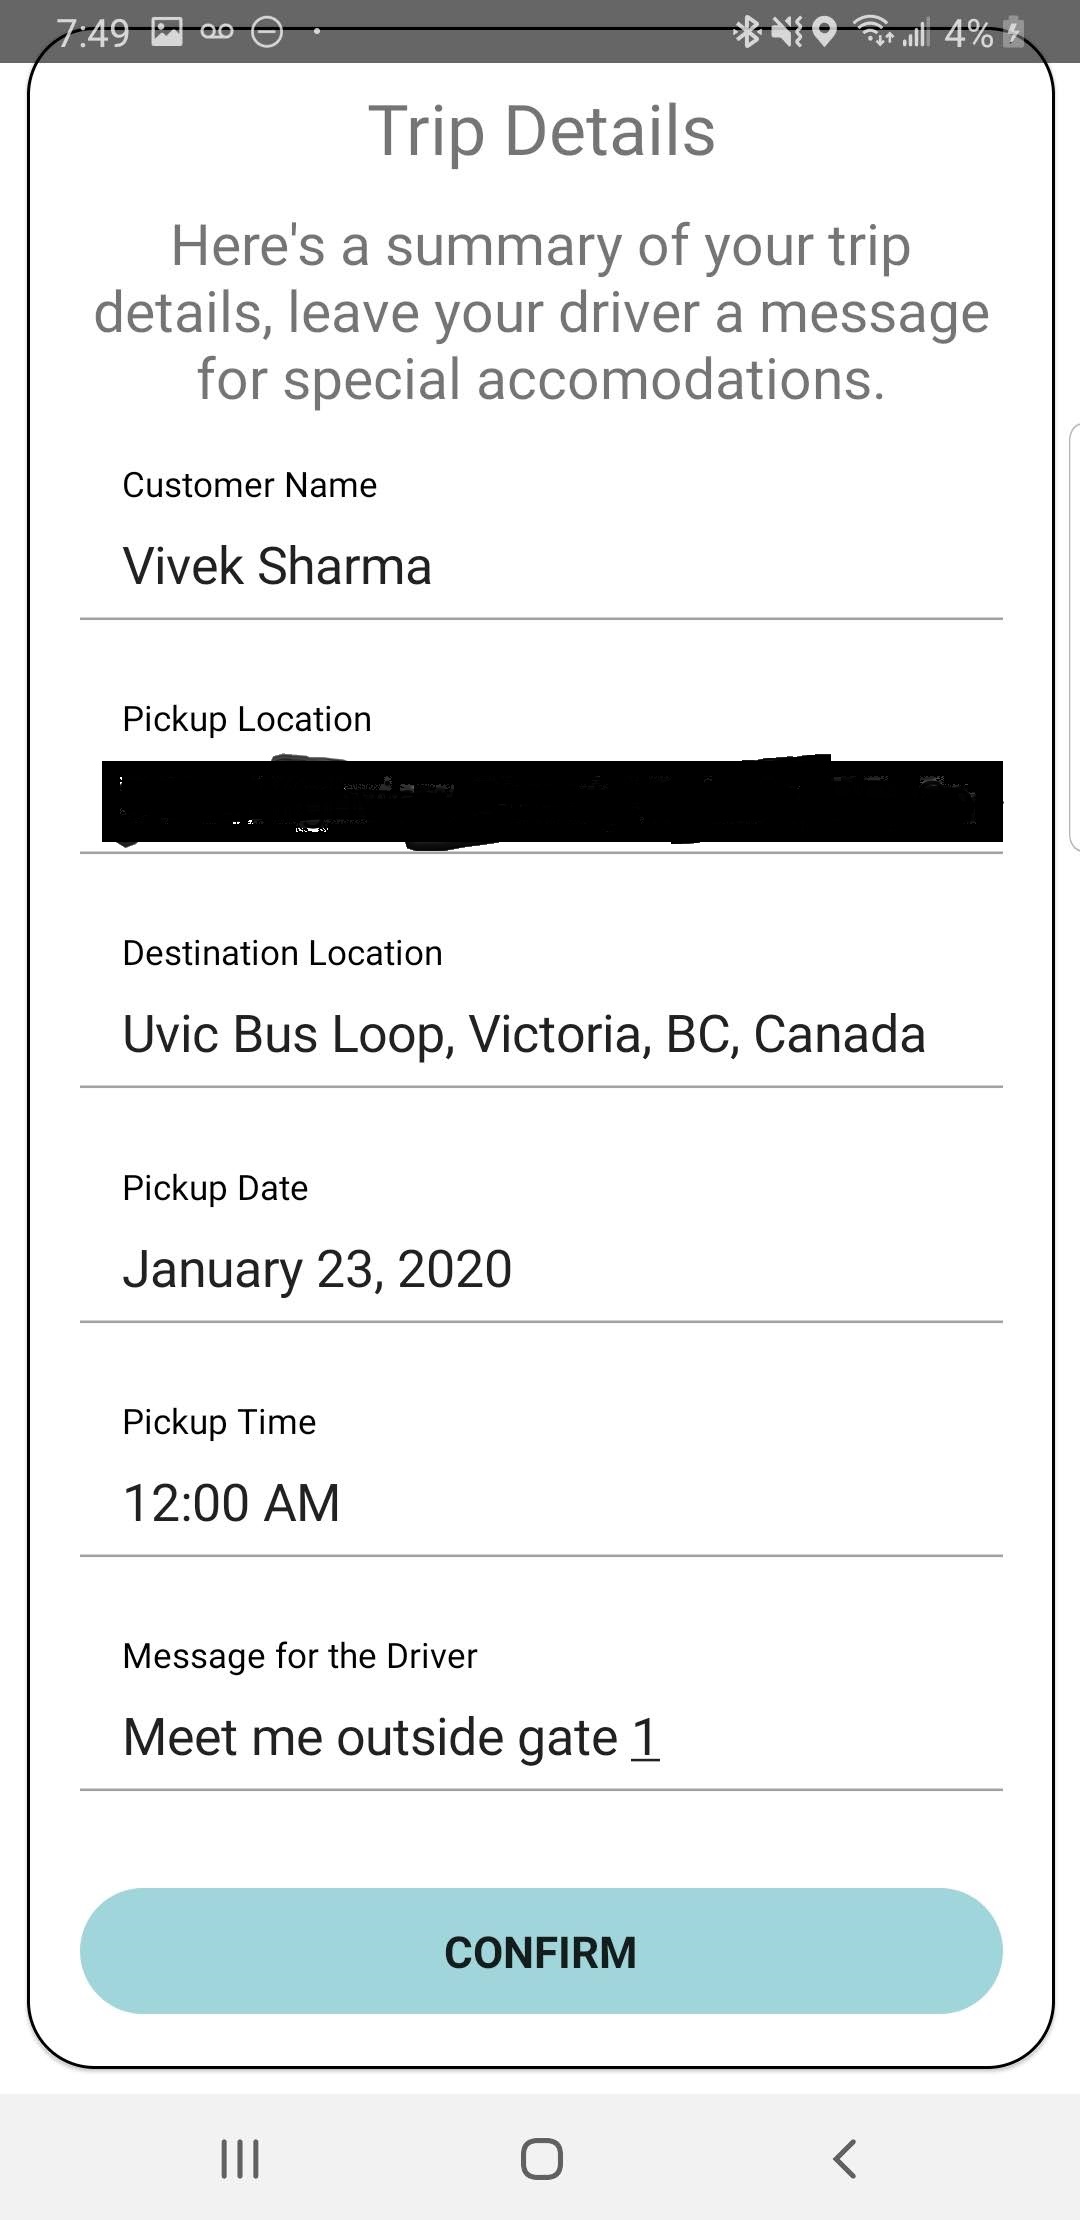 7:49
4%
Trip Details
Here's a summary of your trip
details, leave your driver a message
for special accomodations.
Customer Name
Vivek Sharma
Pickup Location
Destination Location
Uvic Bus Loop, Victoria, BC, Canada
Pickup Date
January 23, 2020
Pickup Time
12:00 AM
Message for the Driver
Meet me outside gate 1
CONFIRM